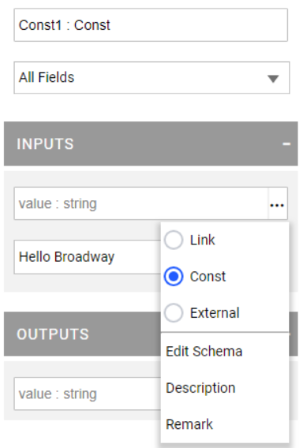 Const1 : Const
All Fields
INPUTS
value : string
...
Link
Hello Broadway
Const
External
OUTPUTS
Edit Schema
Description
value : string
Remark